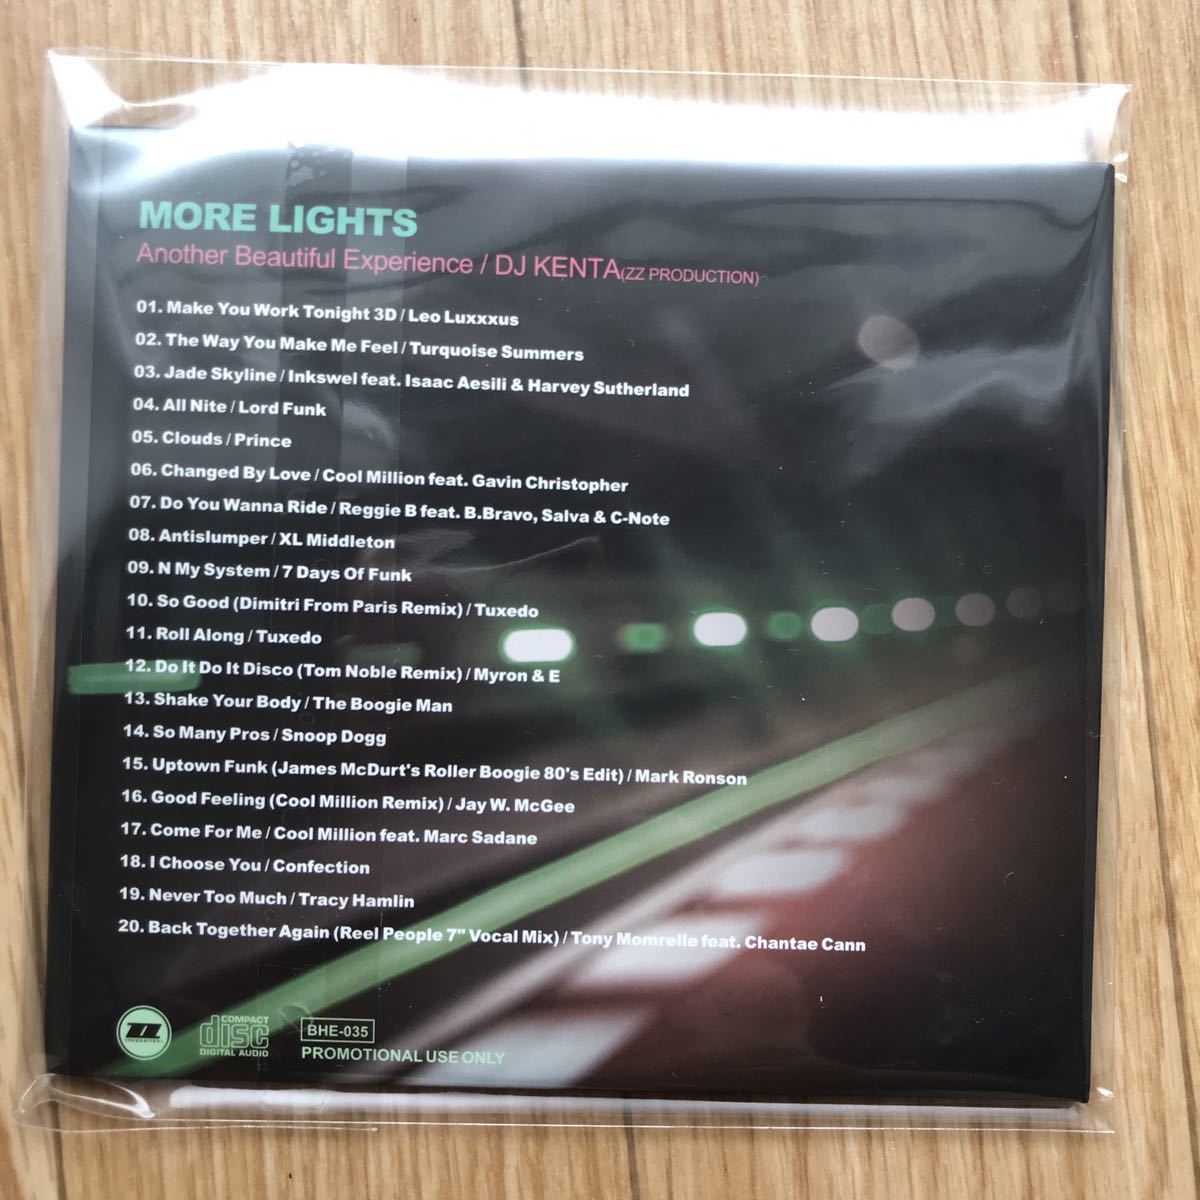 MORE LIGHTS
Another Beautiful Experience / DJ KENTA(ZZ PRODUCTION)
01. Make You Work Tonight 3D / Leo Luxxxus
02. The Way You Make Me Feel / Turquoise Summers
03. Jade Skyline / Inkswel feat. Isaac Aesili & Harvey Sutherland
04. All Nite / Lord Funk
05. Clouds / Prince
06. Changed By Love / Cool Million feat. Gavin Christopher
07. Do You Wanna Ride / Reggie B feat. B.Bravo, Salva & C-Note
08. Antislumper / XL Middleton
09. N My System / 7 Days Of Funk
10. So Good (Dimitri From Paris Remix) / Tuxedo
11. Roll Along / Tuxedo
12. Do It Do It Disco (Tom Noble Remix) / Myron & E
13. Shake Your Body / The Boogie Man
14. So Many Pros / Snoop Dogg
15. Uptown Funk (James McDurt's Roller Boogie 80's Edit) / Mark Ronson
16. Good Feeling (Cool Million Remix) / Jay W. McGee
17. Come For Me / Cool Million feat. Marc Sadane
18. I Choose You / Confection
19. Never Too Much / Tracy Hamlin
20. Back Together Again (Reel People 7" Vocal Mix) / Tony Momrelle feat. Chantae Cann
ZZ
COMPACT
disc
DIGITAL AUDIO
BHE-035
PROMOTIONAL USE ONLY